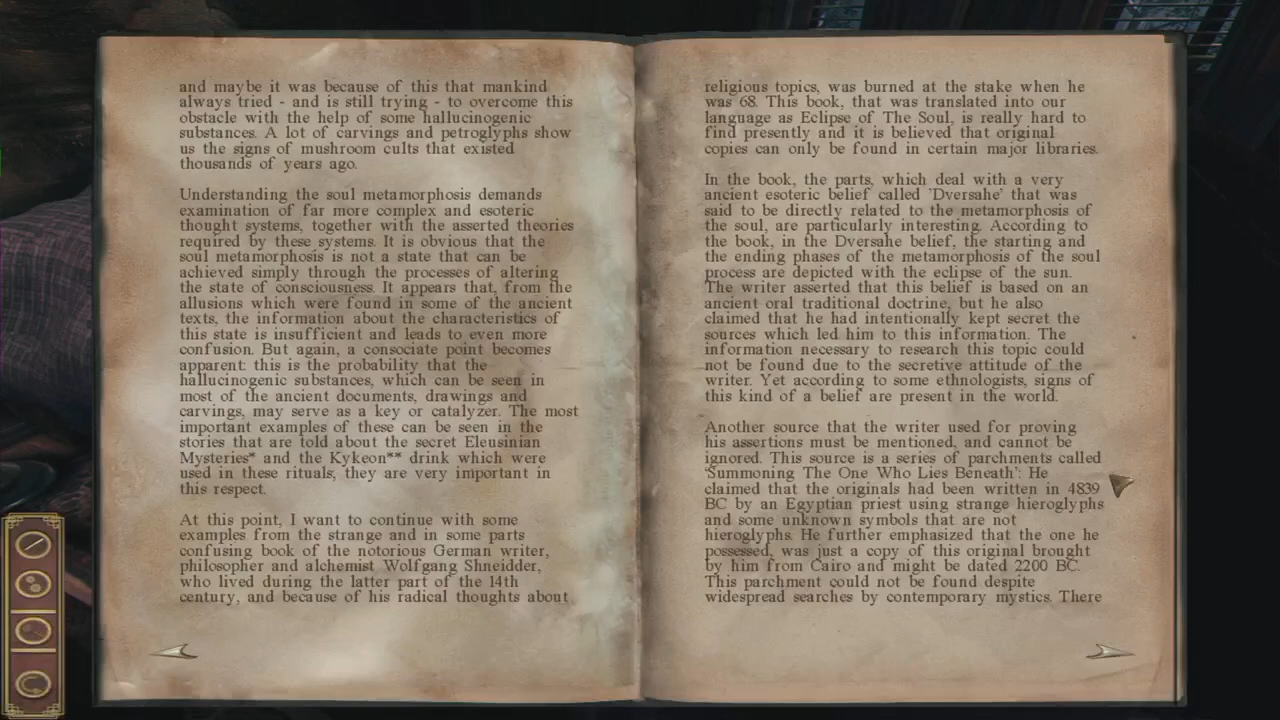 and maybe it was because of this that mankind
always tried - and is still trying - to overcome this
obstacle with the help of some hallucinogenic
substances. A lot of carvings and petroglyphs show
us the signs of mushroom cults that existed
thousands of years ago.
Understanding the soul metamorphosis demands
examination of far more complex and esoteric
thought systems, together with the asserted theories
required by these systems. It is obvious that the
soul metamorphosis is not a state that can be
achieved simply through the processes of altering
the state of consciousness. It appears that, from the
allusions which were found in some of the ancient
texts, the information about the characteristics of
this state is insufficient and leads to even more
confusion. But again, a consociate point becomes
apparent: this is the probability that the
hallucinogenic substances, which can be seen in
most of the ancient documents, drawings and
carvings, may serve as a key or catalyzer. The most
important examples of these can be seen in the
stories that are told about the secret Eleusinian
Mysteries* and the Kykeon** drink which were
used in these rituals; they are very important in
this respect.
At this point, I want to continue with some
examples from the strange and in some parts
confusing book of the notorious German writer,
philosopher and alchemist Wolfgang Shneidder,
who lived during the latter part of the 14th
century, and because of his radical thoughts about
religious topics, was burned at the stake when he
was 68. This book, that was translated into our
language as Eclipse of The Soul, is really hard to
find presently and it is believed that original
copies can only be found in certain major libraries.
In the book, the parts, which deal with a very
ancient esoteric belief called 'Dversahe' that was
said to be directly related to the metamorphosis of
the soul, are particularly interesting. According to
the book, in the Dversahe belief, the starting and
the ending phases of the metamorphosis of the soul
process are depicted with the eclipse of the sun.
The writer asserted that this belief is based on an
ancient oral traditional doctrine, but he also
claimed that he had intentionally kept secret the
sources which led him to this information. The
information necessary to research this topic could
not be found due to the secretive attitude of the
writer. Yet according to some ethnologists, signs of
this kind of a belief are present in the world.
Another source that the writer used for proving
his assertions must be mentioned, and cannot be
ignored. This source is a series of parchments called
'Summoning The One Who Lies Beneath': He
claimed that the originals had been written in 4839
BC by an Egyptian priest using strange hieroglyphs
and some unknown symbols that are not
hieroglyphs. He further emphasized that the one he
possessed, was just a copy of this original brought
by him from Cairo and might be dated 2200 BC.
This parchment could not be found despite
widespread searches by contemporary mystics. There